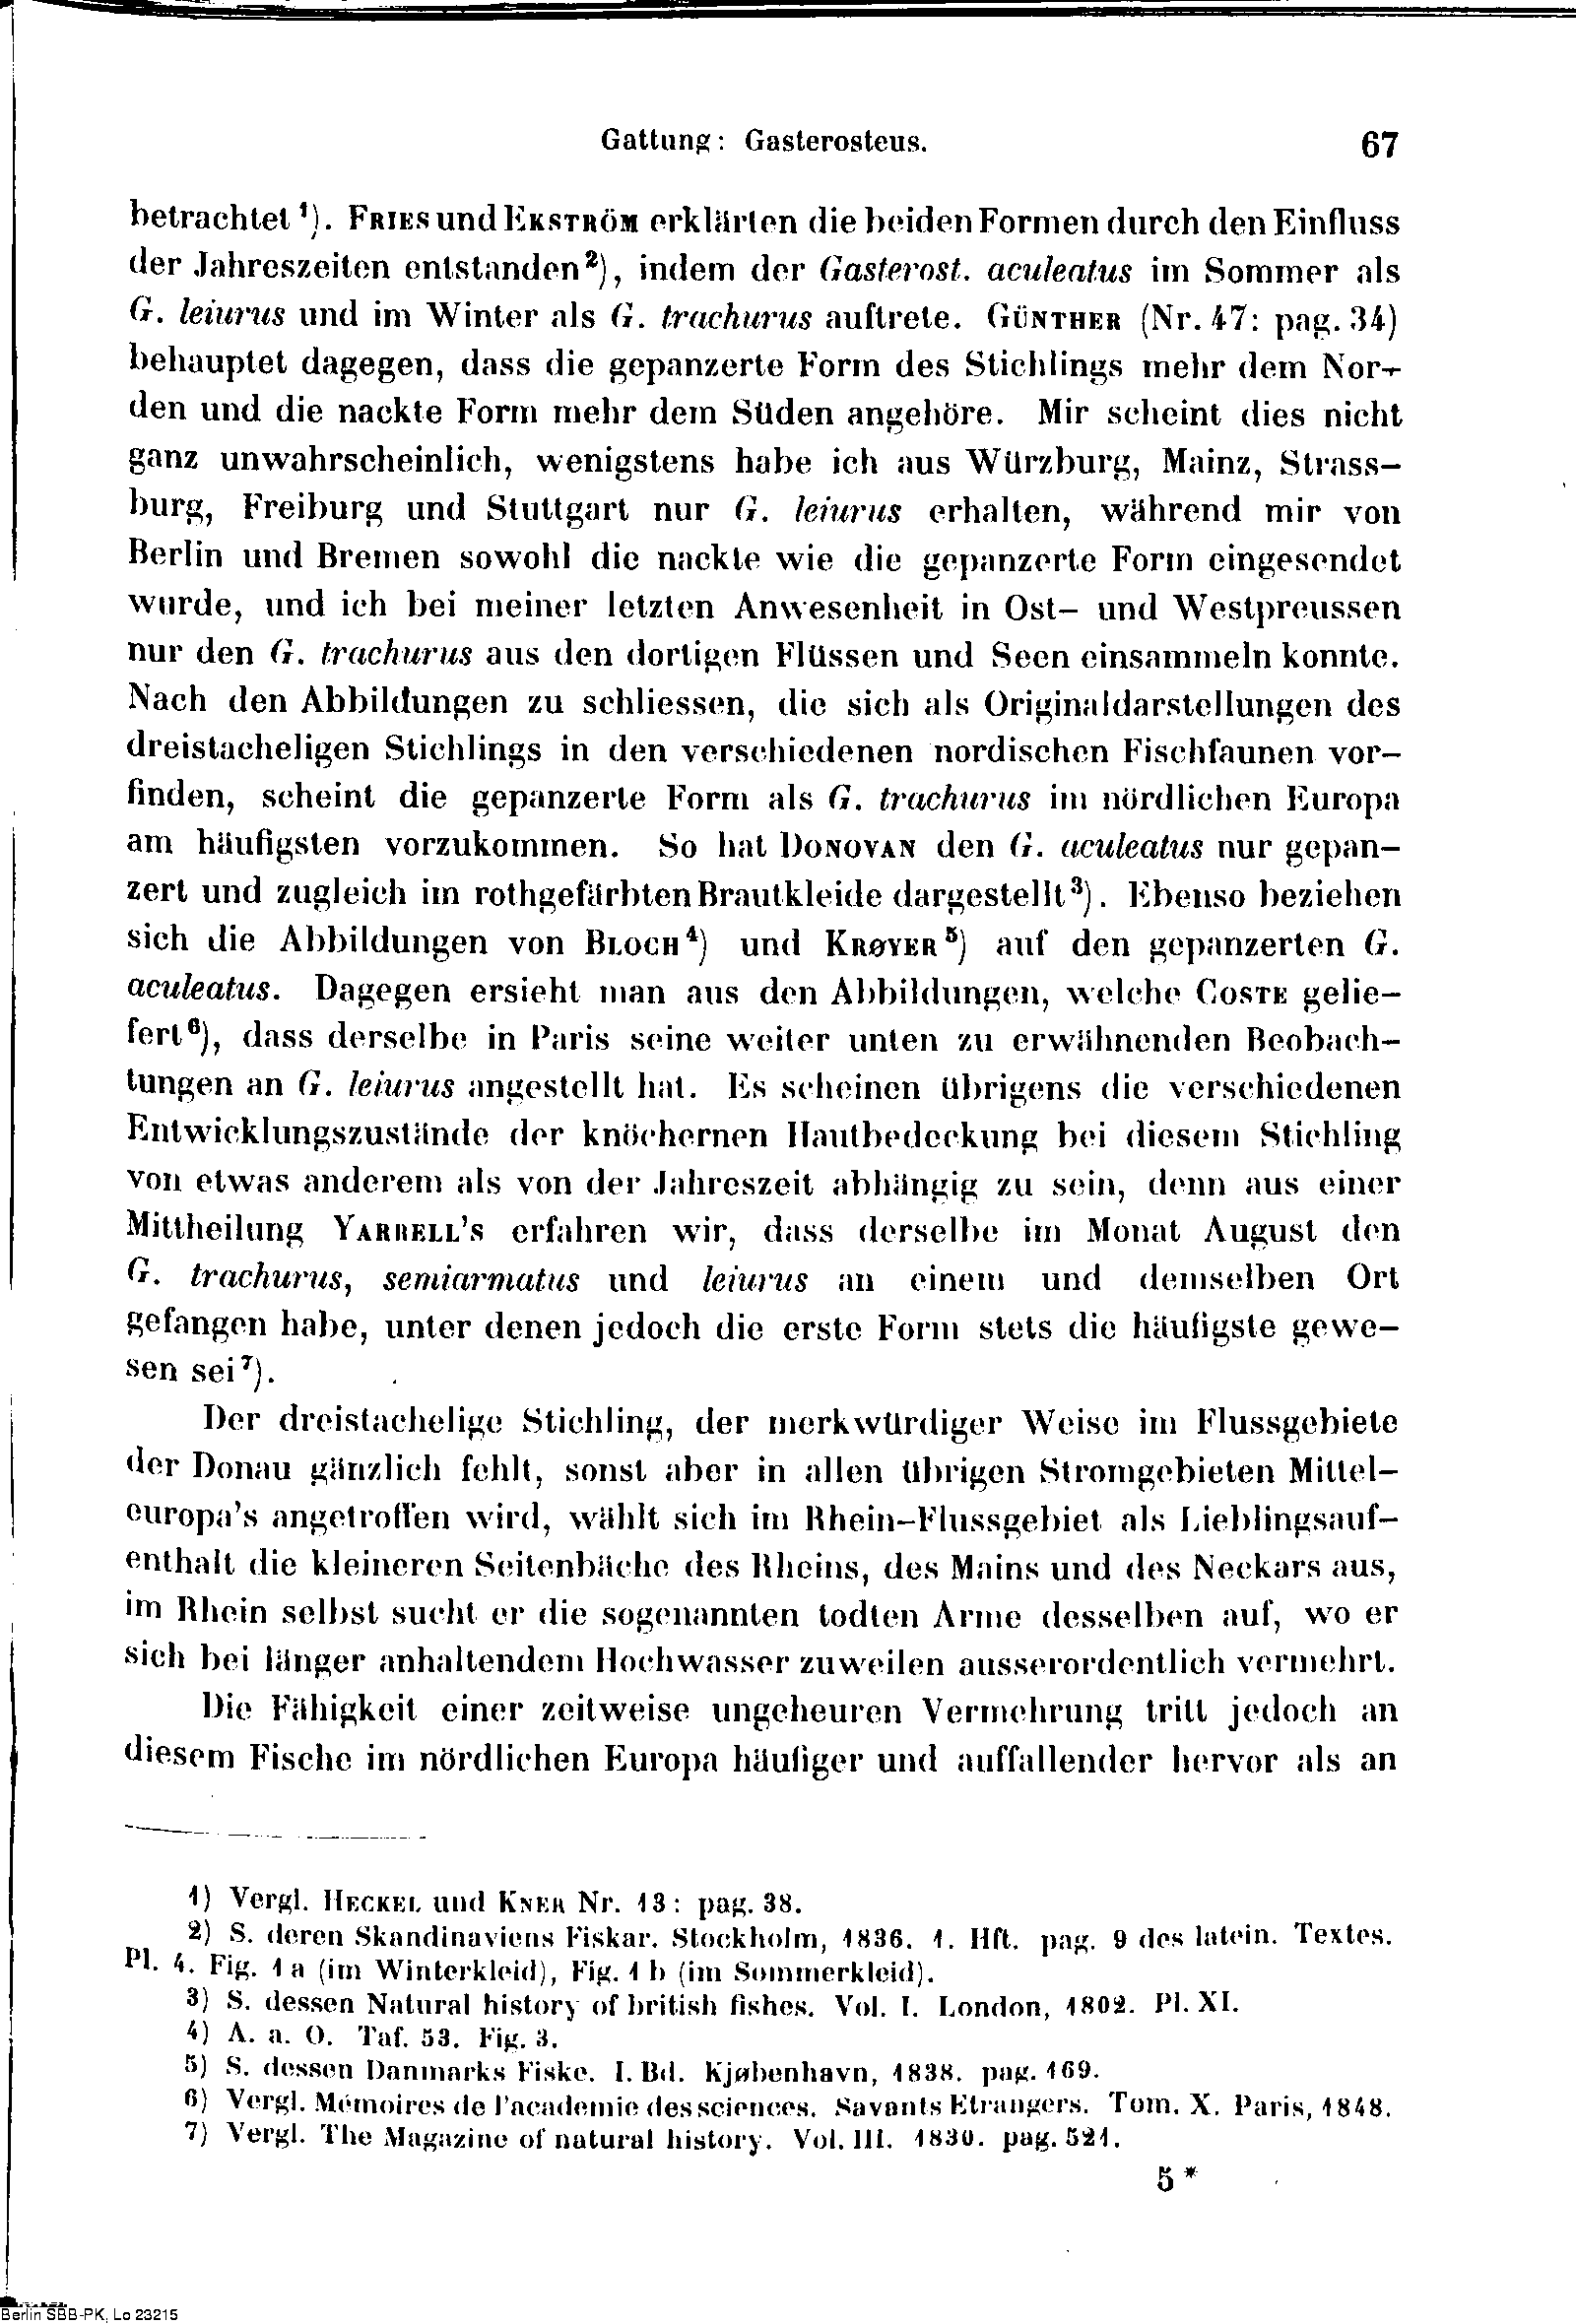 Gattung: Gasterosteus. 67
betrachtet¹). FRIES und EKSTRÖM erklärten die beiden Formen durch den Einfluss
der Jahreszeiten entstanden²), indem der Gasterost. aculeatus im Sommer als
G. leiurus und im Winter als G. trachurus auftrete. GÜNTHER (Nr. 47: pag. 34)
behauptet dagegen, dass die gepanzerte Form des Stichlings mehr dem Nor-
den und die nackte Form mehr dem Süden angehöre. Mir scheint dies nicht
ganz unwahrscheinlich, wenigstens habe ich aus Würzburg, Mainz, Strass-
burg, Freiburg und Stuttgart nur G. leiurus erhalten, während mir von
Berlin und Bremen sowohl die nackte wie die gepanzerte Form eingesendet
wurde, und ich bei meiner letzten Anwesenheit in Ost- und Westpreussen
nur den G. trachurus aus den dortigen Flüssen und Seen einsammeln konnte.
Nach den Abbildungen zu schliessen, die sich als Originaldarstellungen des
dreistacheligen Stichlings in den verschiedenen nordischen Fischfaunen vor-
finden, scheint die gepanzerte Form als G. trachurus im nördlichen Europa
am häufigsten vorzukommen. So hat DONOVAN den G. aculeatus nur gepan-
zert und zugleich im rothgefärbten Brautkleide dargestellt³). Ebenso beziehen
sich die Abbildungen von BLOCH⁴) und KRØYER⁵) auf den gepanzerten G.
aculeatus. Dagegen ersieht man aus den Abbildungen, welche COSTE gelie-
fert⁶), dass derselbe in Paris seine weiter unten zu erwähnenden Beobach-
tungen an G. leiurus angestellt hat. Es scheinen übrigens die verschiedenen
Entwicklungszustände der knöchernen Hautbedeckung bei diesem Stichling
von etwas anderem als von der Jahreszeit abhängig zu sein, denn aus einer
Mittheilung YARRELL's erfahren wir, dass derselbe im Monat August den
G. trachurus, semiarmatus und leiurus an einem und demselben Ort
gefangen habe, unter denen jedoch die erste Form stets die häufigste gewe-
sen sei⁷).
Der dreistachelige Stichling, der merkwürdiger Weise im Flussgebiete
der Donau gänzlich fehlt, sonst aber in allen übrigen Stromgebieten Mittel-
europa's angetroffen wird, wählt sich im Rhein-Flussgebiet als Lieblingsauf-
enthalt die kleineren Seitenbäche des Rheins, des Mains und des Neckars aus,
im Rhein selbst sucht er die sogenannten todten Arme desselben auf, wo er
sich bei länger anhaltendem Hochwasser zuweilen ausserordentlich vermehrt.
Die Fähigkeit einer zeitweise ungeheuren Vermehrung tritt jedoch an
diesem Fische im nördlichen Europa häufiger und auffallender hervor als an
1) Vergl. HECKEL und KNER Nr. 13: pag. 38.
2) S. deren Skandinaviens Fiskar. Stockholm, 1836. 1. Hft. pag. 9 des latein. Textes.
Pl. 4. Fig. 1a (im Winterkleid), Fig. 1b (im Sommerkleid).
3) S. dessen Natural history of british fishes. Vol. I. London, 1802. Pl. XI.
4) A. a. O. Taf. 53. Fig. 3.
5) S. dessen Danmarks Fiske. I. Bd. Kjøbenhavn, 1838. pag. 169.
6) Vergl. Mémoires de l'academie des sciences. Savants Etrangers. Tom. X. Paris, 1848.
7) Vergl. The Magazine of natural history. Vol. III. 1830. pag. 521.
5*
Berlin SBB-PK, Lo 23215